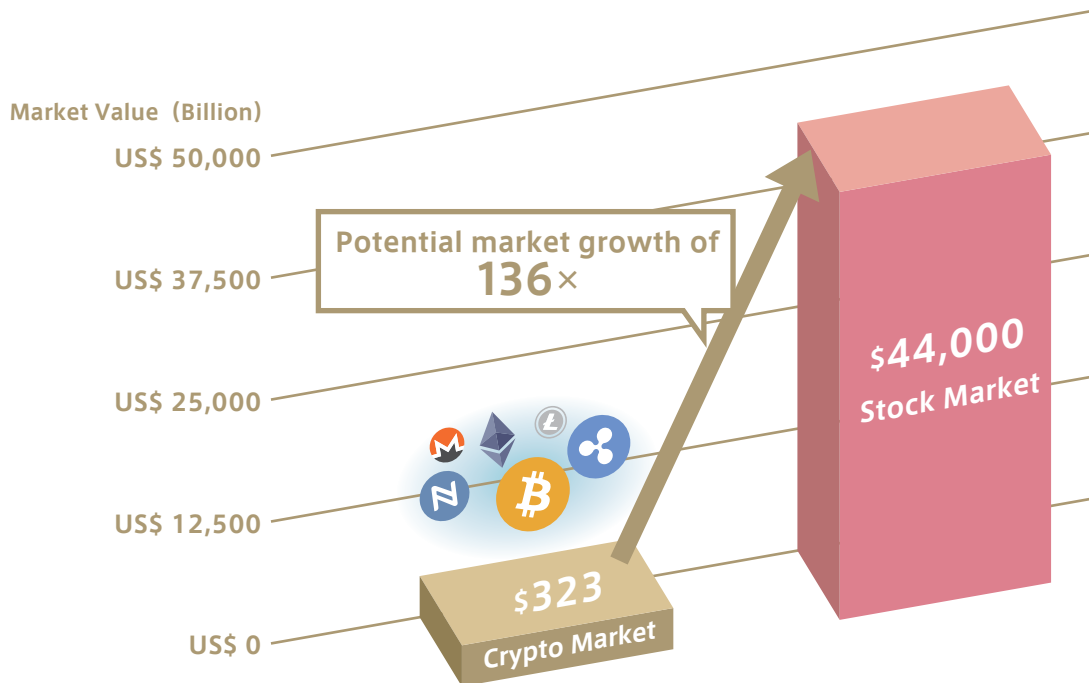 Market Value (Billion)
US$ 50,000
US$ 37,500
US$ 25,000
US$ 12,500
US$ 0
Potential market growth of
136×
$323
Crypto Market
$44,000
Stock Market